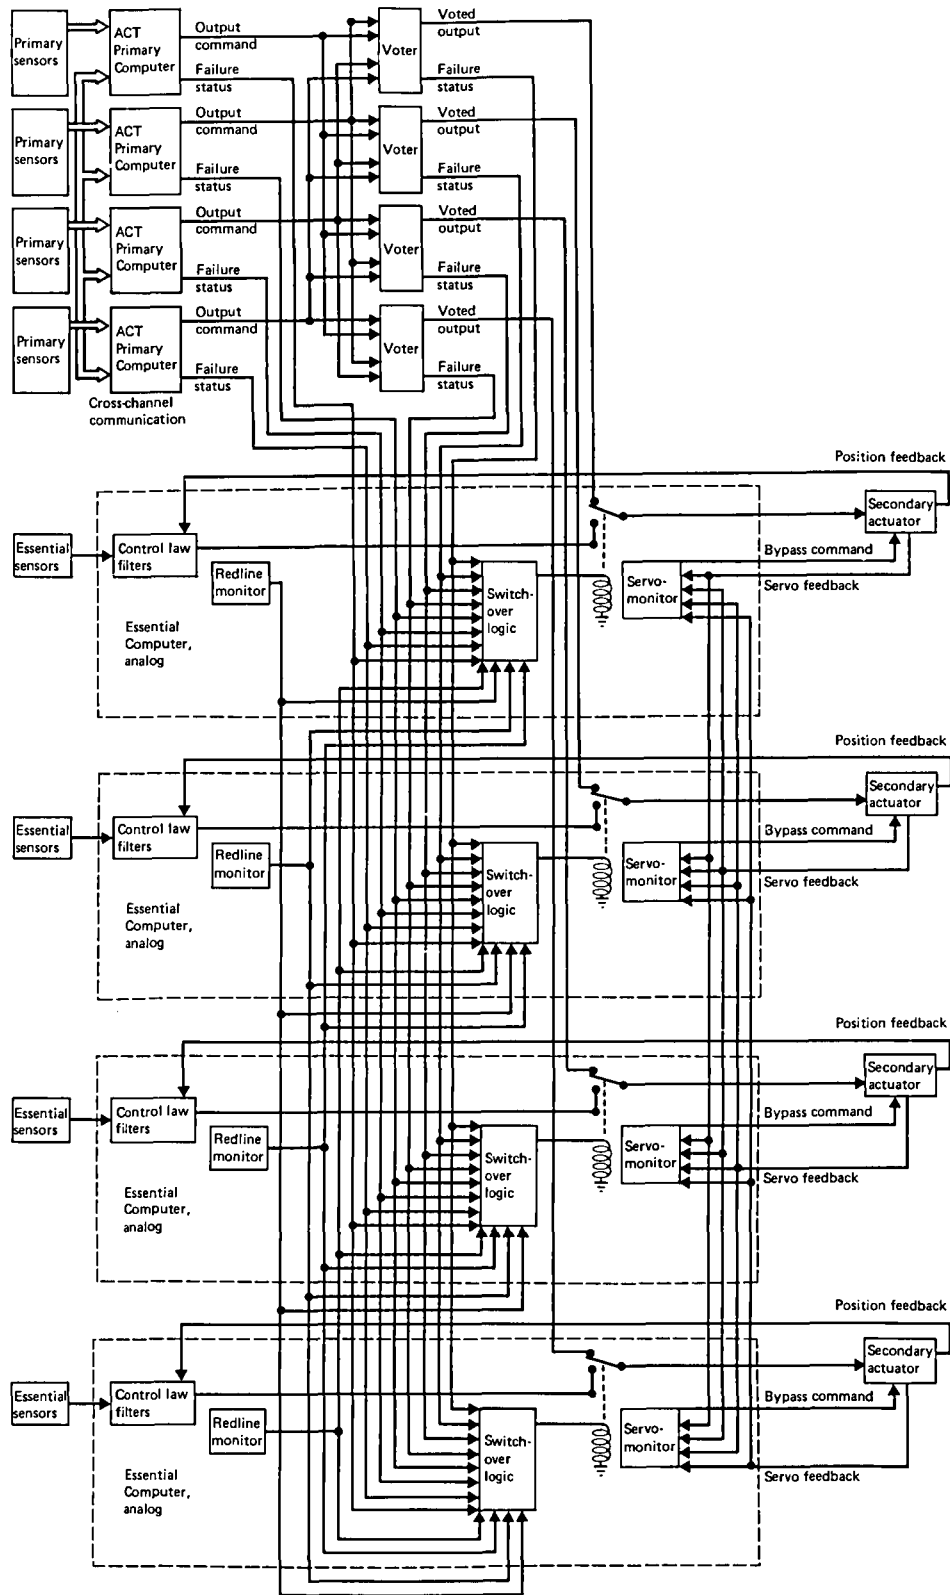 Primary
sensors
ACT
Primary
Computer
Output
command
Failure
status
Voter
Voted
output
Failure
status
Primary
sensors
ACT
Primary
Computer
Output
command
Failure
status
Voter
Voted
output
Failure
status
Primary
sensors
ACT
Primary
Computer
Output
command
Failure
status
Voter
Voted
output
Failure
status
Primary
sensors
ACT
Primary
Computer
Output
command
Failure
status
Voter
Voted
output
Failure
status
Cross-channel
communication
Position feedback
Secondary
actuator
Essential
sensors
Control law
filters
Bypass command
Redline
monitor
Switch-
over
logic
Servo-
monitor
Servo feedback
Essential
Computer,
analog
Position feedback
Secondary
actuator
Essential
sensors
Control law
filters
Bypass command
Redline
monitor
Switch-
over
logic
Servo-
monitor
Servo feedback
Essential
Computer,
analog
Position feedback
Secondary
actuator
Essential
sensors
Control law
filters
Bypass command
Redline
monitor
Switch-
over
logic
Servo-
monitor
Servo feedback
Essential
Computer,
analog
Position feedback
Secondary
actuator
Essential
sensors
Control law
filters
Bypass command
Redline
monitor
Switch-
over
logic
Servo-
monitor
Servo feedback
Essential
Computer,
analog